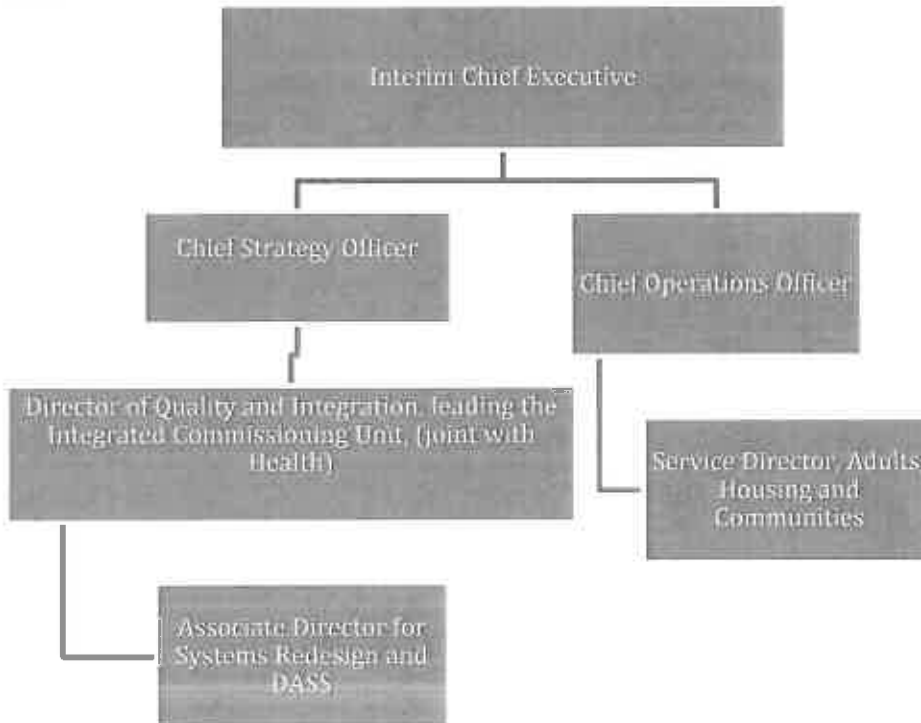 Interim Chief Executive
Chief Strategy Officer
Chief Operations Officer
Director of Quality and Integration, leading the
Integrated Commissioning Unit, (joint with
Health)
Service Director, Adults
Housing and
Communities
Associate Director for
Systems Redesign and
DASS